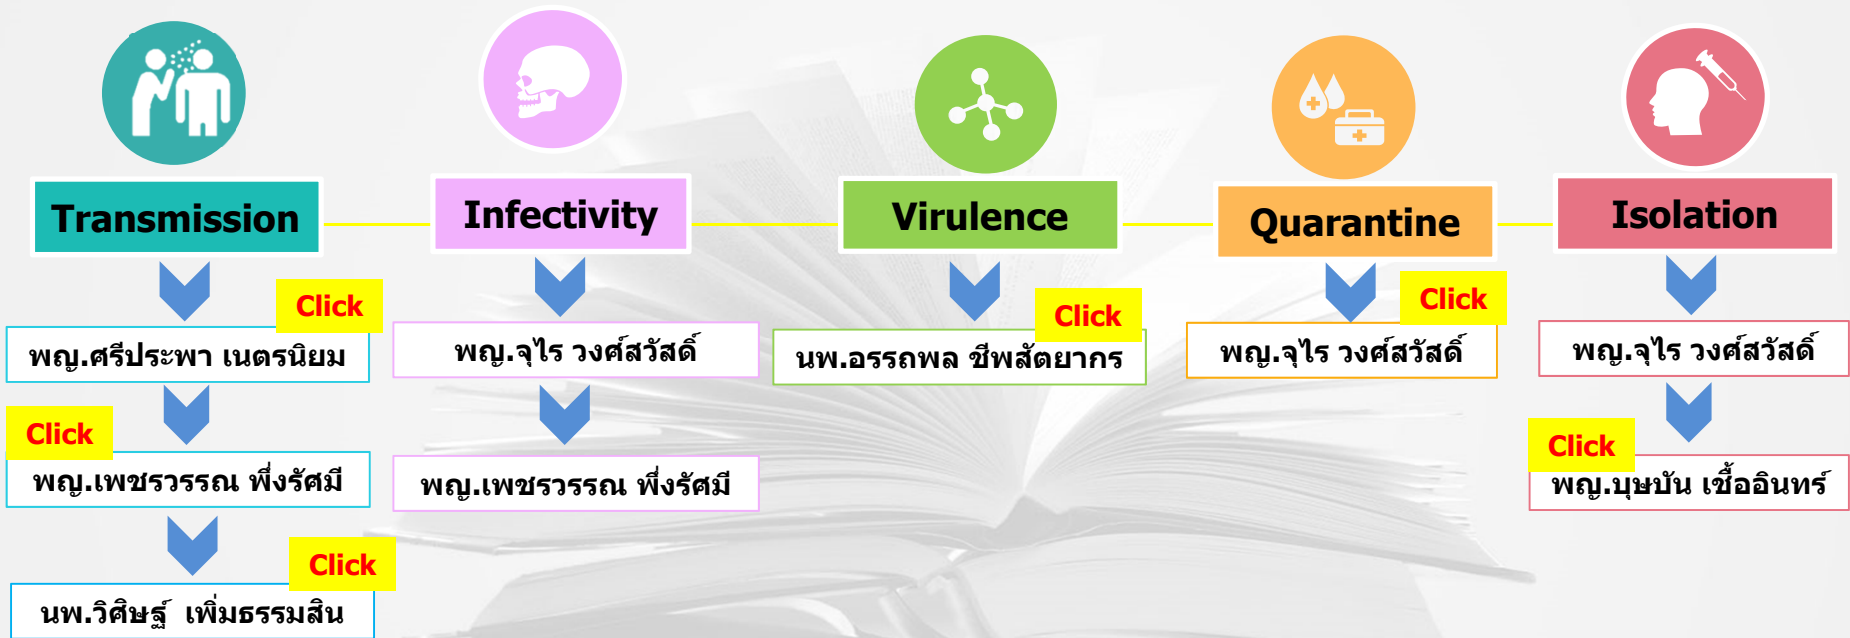 Transmission
Click
พญ.ศรีประพา เนตรนิยม
Click
พญ.เพชรวรรณ พึ่งรัศมี
Click
นพ.วิศิษฐ์ เพิ่มธรรมสิน
Infectivity
พญ.จุไร วงศ์สวัสดิ์
พญ.เพชรวรรณ พึ่งรัศมี
Virulence
Click
นพ.อรรถพล ชีพสัตยากร
Quarantine
Click
พญ.จุไร วงศ์สวัสดิ์
Isolation
พญ.จุไร วงศ์สวัสดิ์
Click
พญ.บุษบัน เชื้ออินทร์